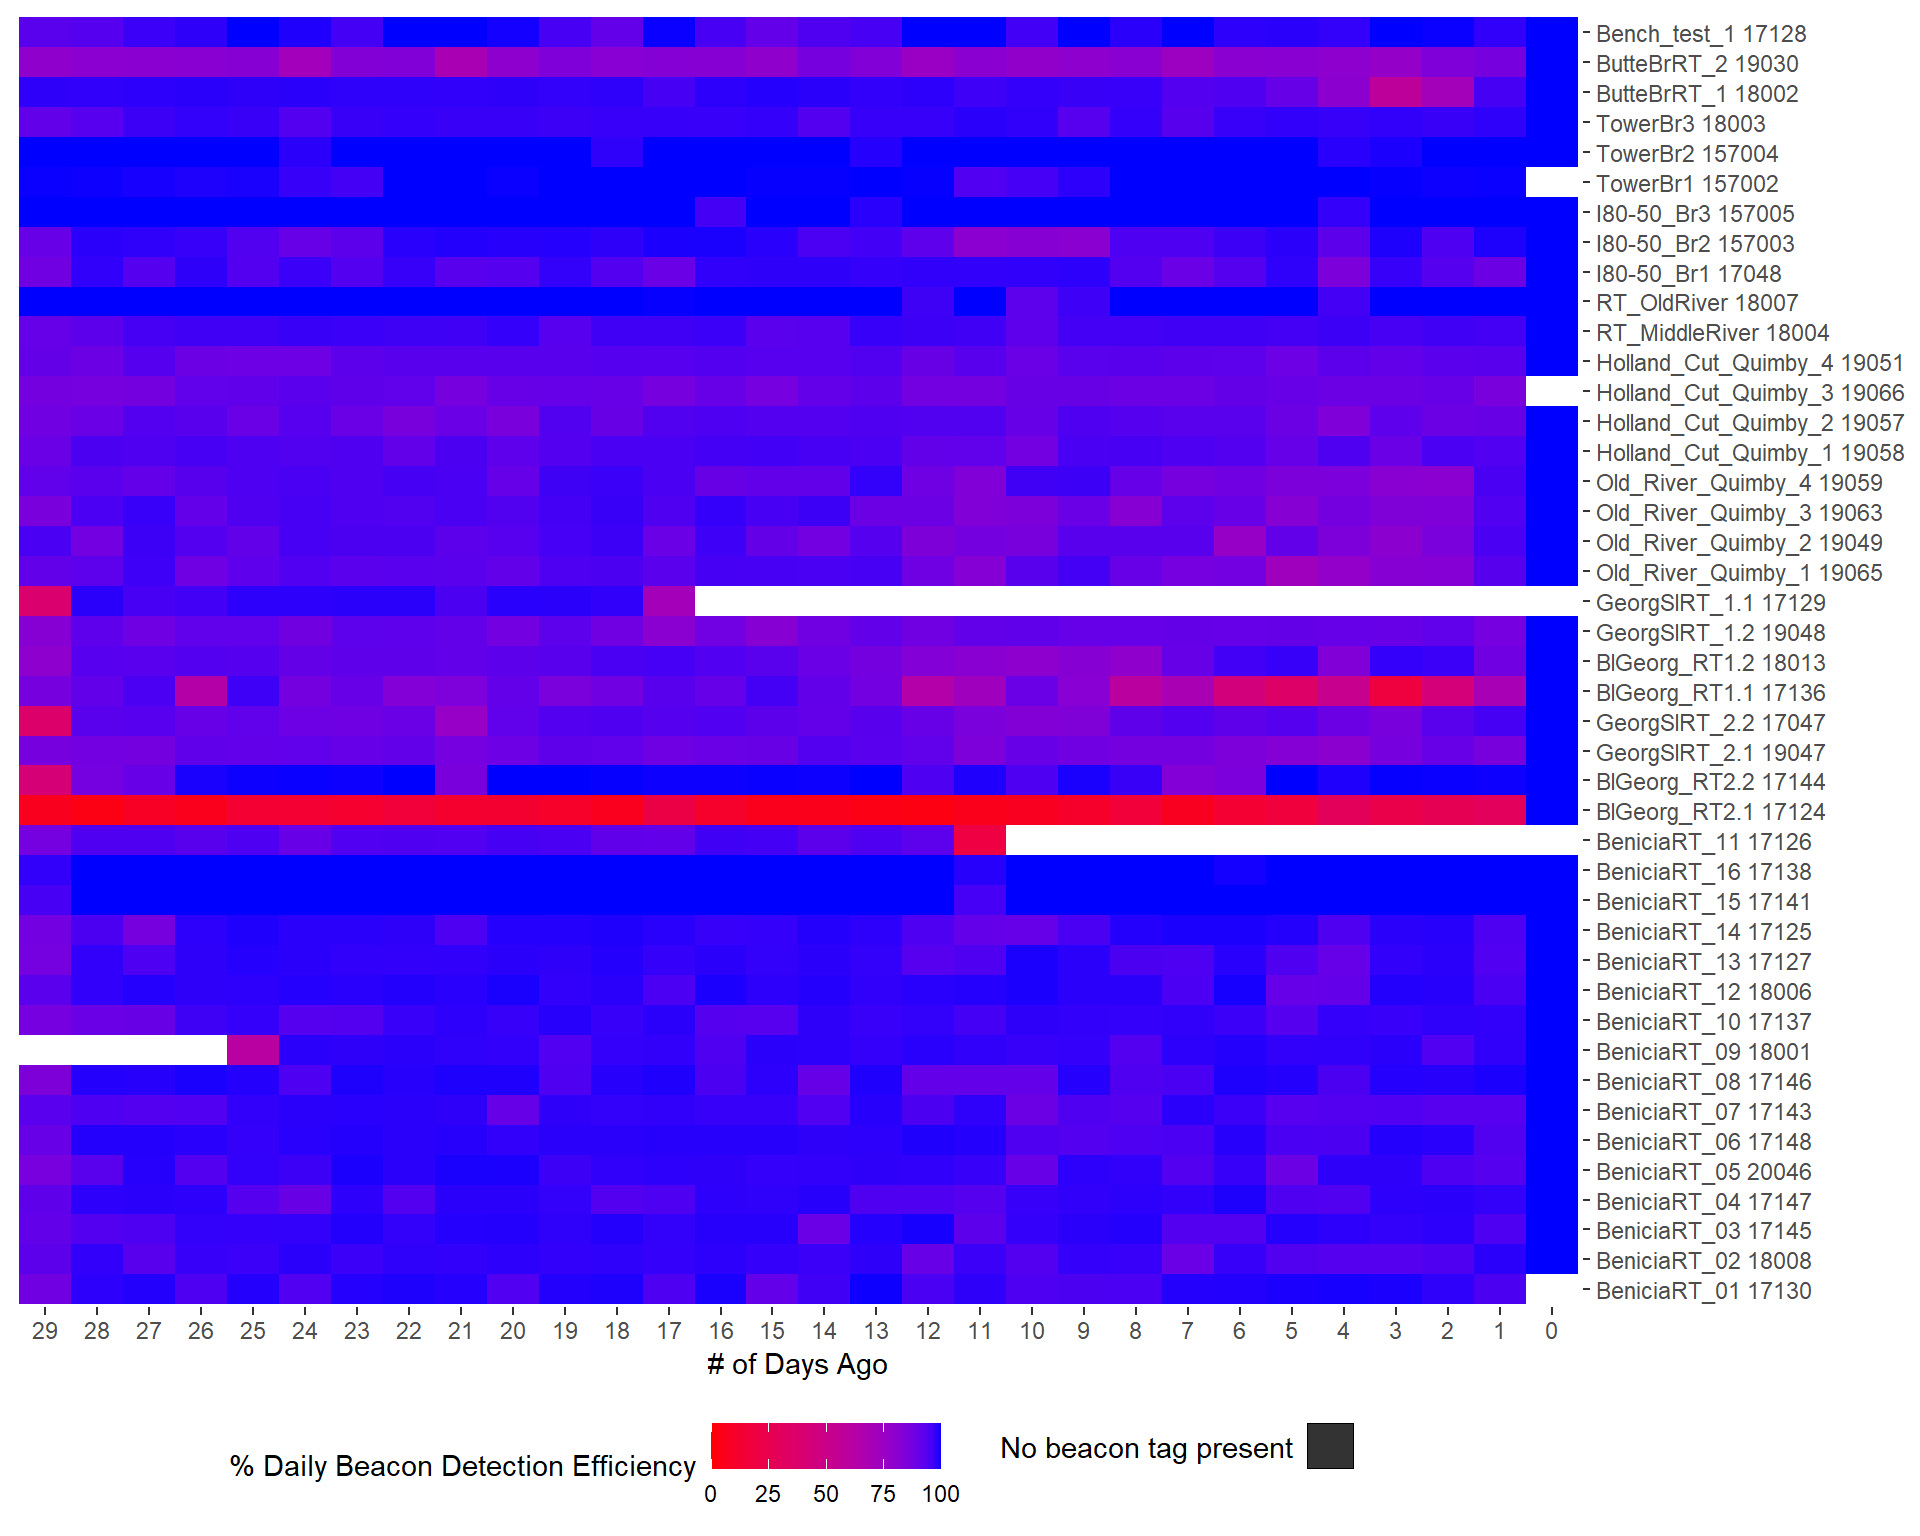 Bench_test_1 17128
ButteBrRT_2 19030
ButteBrRT_1 18002
TowerBr3 18003
TowerBr2 157004
TowerBr1 157002
I80-50_Br3 157005
I80-50_Br2 157003
I80-50_Br1 17048
RT_OldRiver 18007
RT_MiddleRiver 18004
Holland_Cut_Quimby_4 19051
Holland_Cut_Quimby_3 19066
Holland_Cut_Quimby_2 19057
Holland_Cut_Quimby_1 19058
Old_River_Quimby_4 19059
Old_River_Quimby_3 19063
Old_River_Quimby_2 19049
Old_River_Quimby_1 19065
GeorgSlRT_1.1 17129
GeorgSlRT_1.2 19048
BlGeorg_RT1.2 18013
BlGeorg_RT1.1 17136
GeorgSlRT_2.2 17047
GeorgSlRT_2.1 19047
BlGeorg_RT2.2 17144
BlGeorg_RT2.1 17124
BeniciaRT_11 17126
BeniciaRT_16 17138
BeniciaRT_15 17141
BeniciaRT_14 17125
BeniciaRT_13 17127
BeniciaRT_12 18006
BeniciaRT_10 17137
BeniciaRT_09 18001
BeniciaRT_08 17146
BeniciaRT_07 17143
BeniciaRT_06 17148
BeniciaRT_05 20046
BeniciaRT_04 17147
BeniciaRT_03 17145
BeniciaRT_02 18008
BeniciaRT_01 17130
29 28 27 26 25 24 23 22 21 20 19 18 17 16 15 14 13 12 11 10 9 8 7 6 5 4 3 2 1 0
# of Days Ago
% Daily Beacon Detection Efficiency
0 25 50 75 100
No beacon tag present